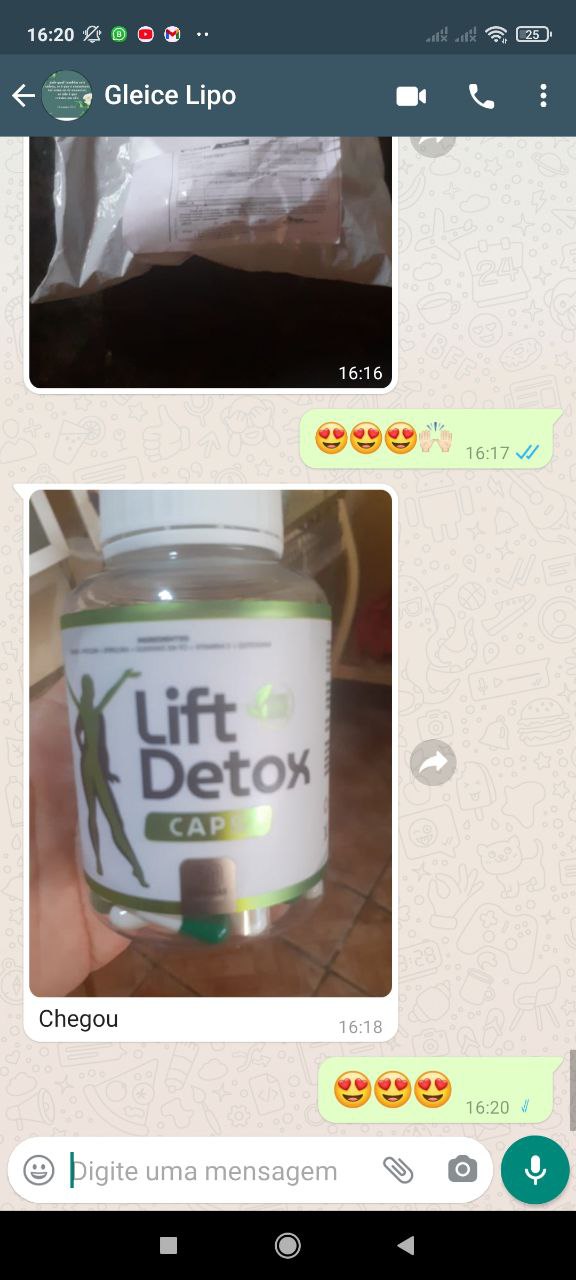 16:20
25
Gleice Lipo
16:16
16:17
INGREDIENTES
Lift
Detox
CAPS
Chegou
16:18
16:20
Digite uma mensagem